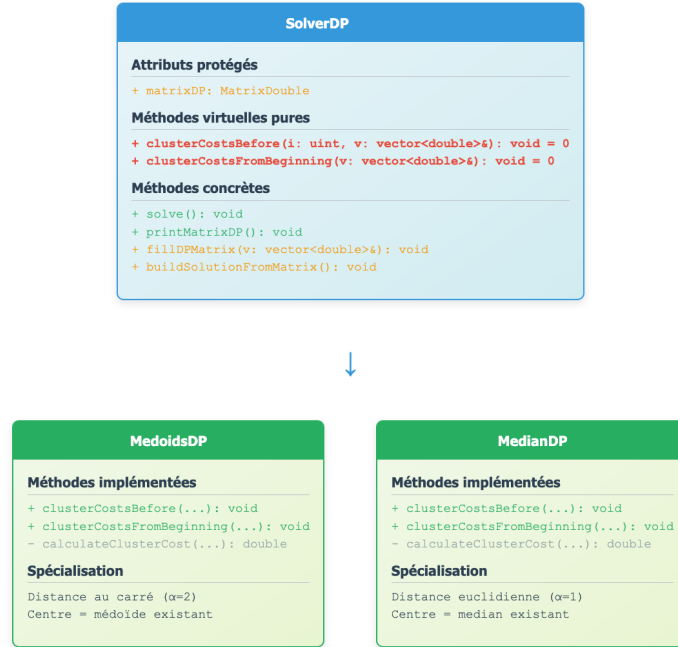 SolverDP
Attributs protégés
+ matrixDP: MatrixDouble
Méthodes virtuelles pures
+ clusterCostsBefore(i: uint, v: vector<double>&): void = 0
+ clusterCostsFromBeginning(v: vector<double>&): void = 0
Méthodes concrètes
+ solve(): void
+ printMatrixDP(): void
+ fillDPMatrix(v: vector<double>&): void
+ buildSolutionFromMatrix(): void
↓
MedoidsDP
Méthodes implémentées
+ clusterCostsBefore(...): void
+ clusterCostsFromBeginning(...): void
- calculateClusterCost(...): double
Spécialisation
Distance au carré (α=2)
Centre = médoïde existant
MedianDP
Méthodes implémentées
+ clusterCostsBefore(...): void
+ clusterCostsFromBeginning(...): void
- calculateClusterCost(...): double
Spécialisation
Distance euclidienne (α=1)
Centre = median existant